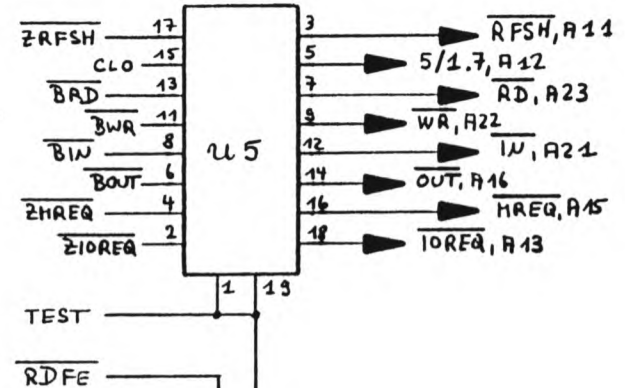 ZRFSH 17 3 RFSH, A11
CLO 15 5 5/1.7, A12
BRD 13 7 RD, A23
BWR 11 9 WR, A22
BIN 8 U5 12 IN, A21
BOUT 6 14 OUT, A16
ZMREQ 4 16 MREQ, A15
ZIOREQ 2 18 IOREQ, A13
1 19
TEST
RDFE